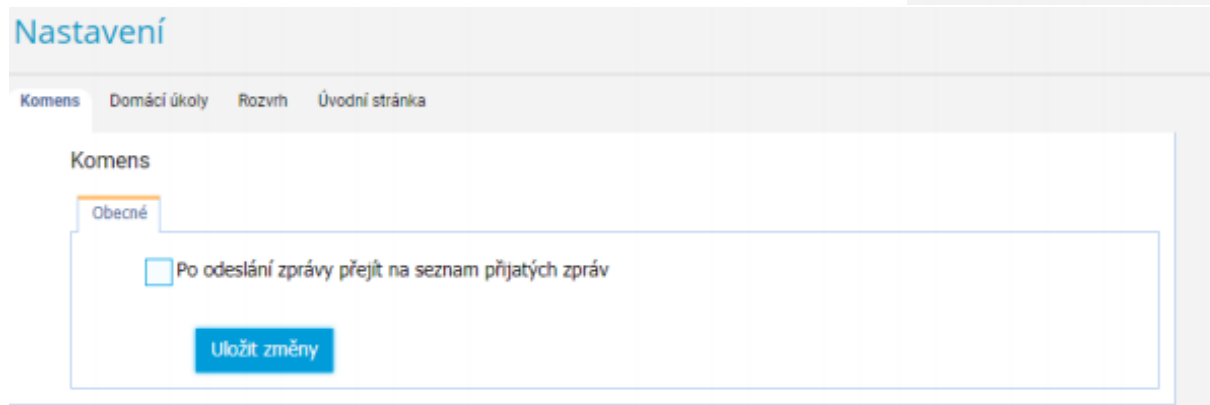 Nastavení
Komens Domácí úkoly Rozvrh Úvodní stránka
Komens
Obecné
Po odeslání zprávy přejít na seznam přijatých zpráv
Uložit změny